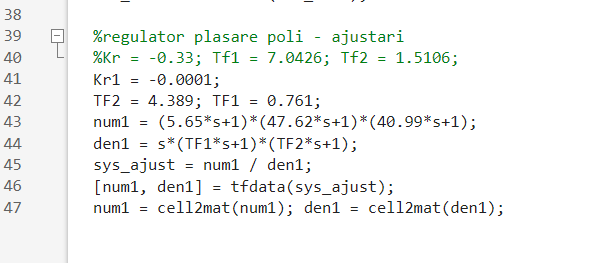 38
39 %regulator plasare poli - ajustari
40 %Kr = -0.33; Tf1 = 7.0426; Tf2 = 1.5106;
41 Kr1 = -0.0001;
42 TF2 = 4.389; TF1 = 0.761;
43 num1 = (5.65*s+1)*(47.62*s+1)*(40.99*s+1);
44 den1 = s*(TF1*s+1)*(TF2*s+1);
45 sys_ajust = num1 / den1;
46 [num1, den1] = tfdata(sys_ajust);
47 num1 = cell2mat(num1); den1 = cell2mat(den1);